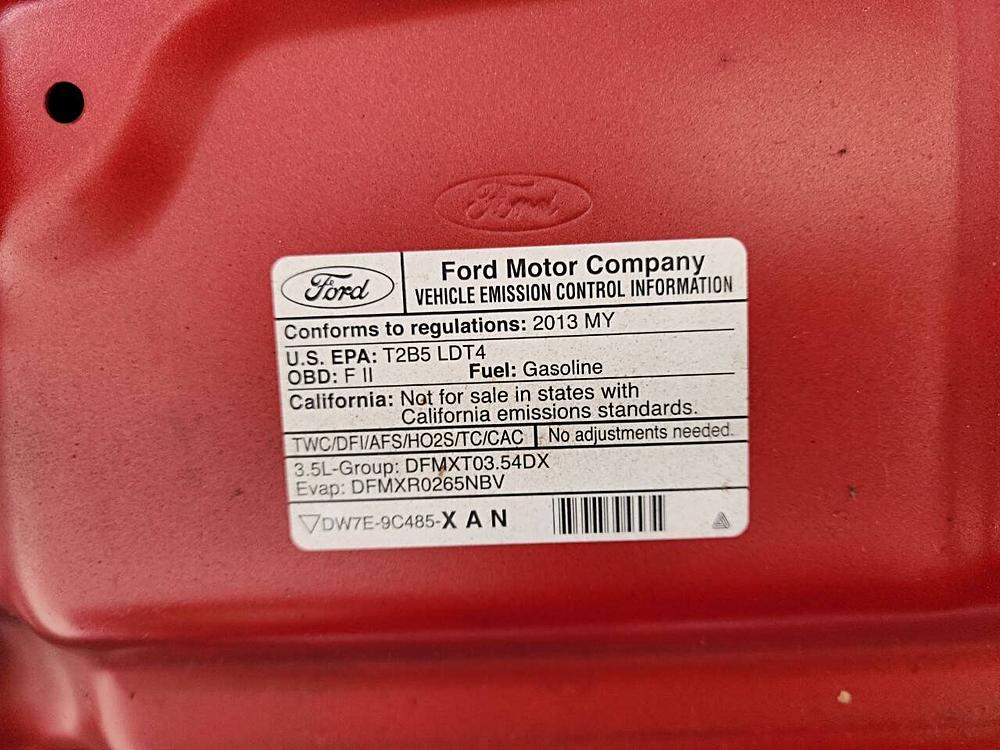 Ford
Ford
Ford Motor Company
VEHICLE EMISSION CONTROL INFORMATION
Conforms to regulations: 2013 MY
U.S. EPA: T2B5 LDT4
OBD: F II Fuel: Gasoline
California: Not for sale in states with
California emissions standards.
TWC/DFI/AFS/HO2S/TC/CAC No adjustments needed.
3.5L-Group: DFMXT03.54DX
Evap: DFMXR0265NBV
DW7E-9C485-X A N